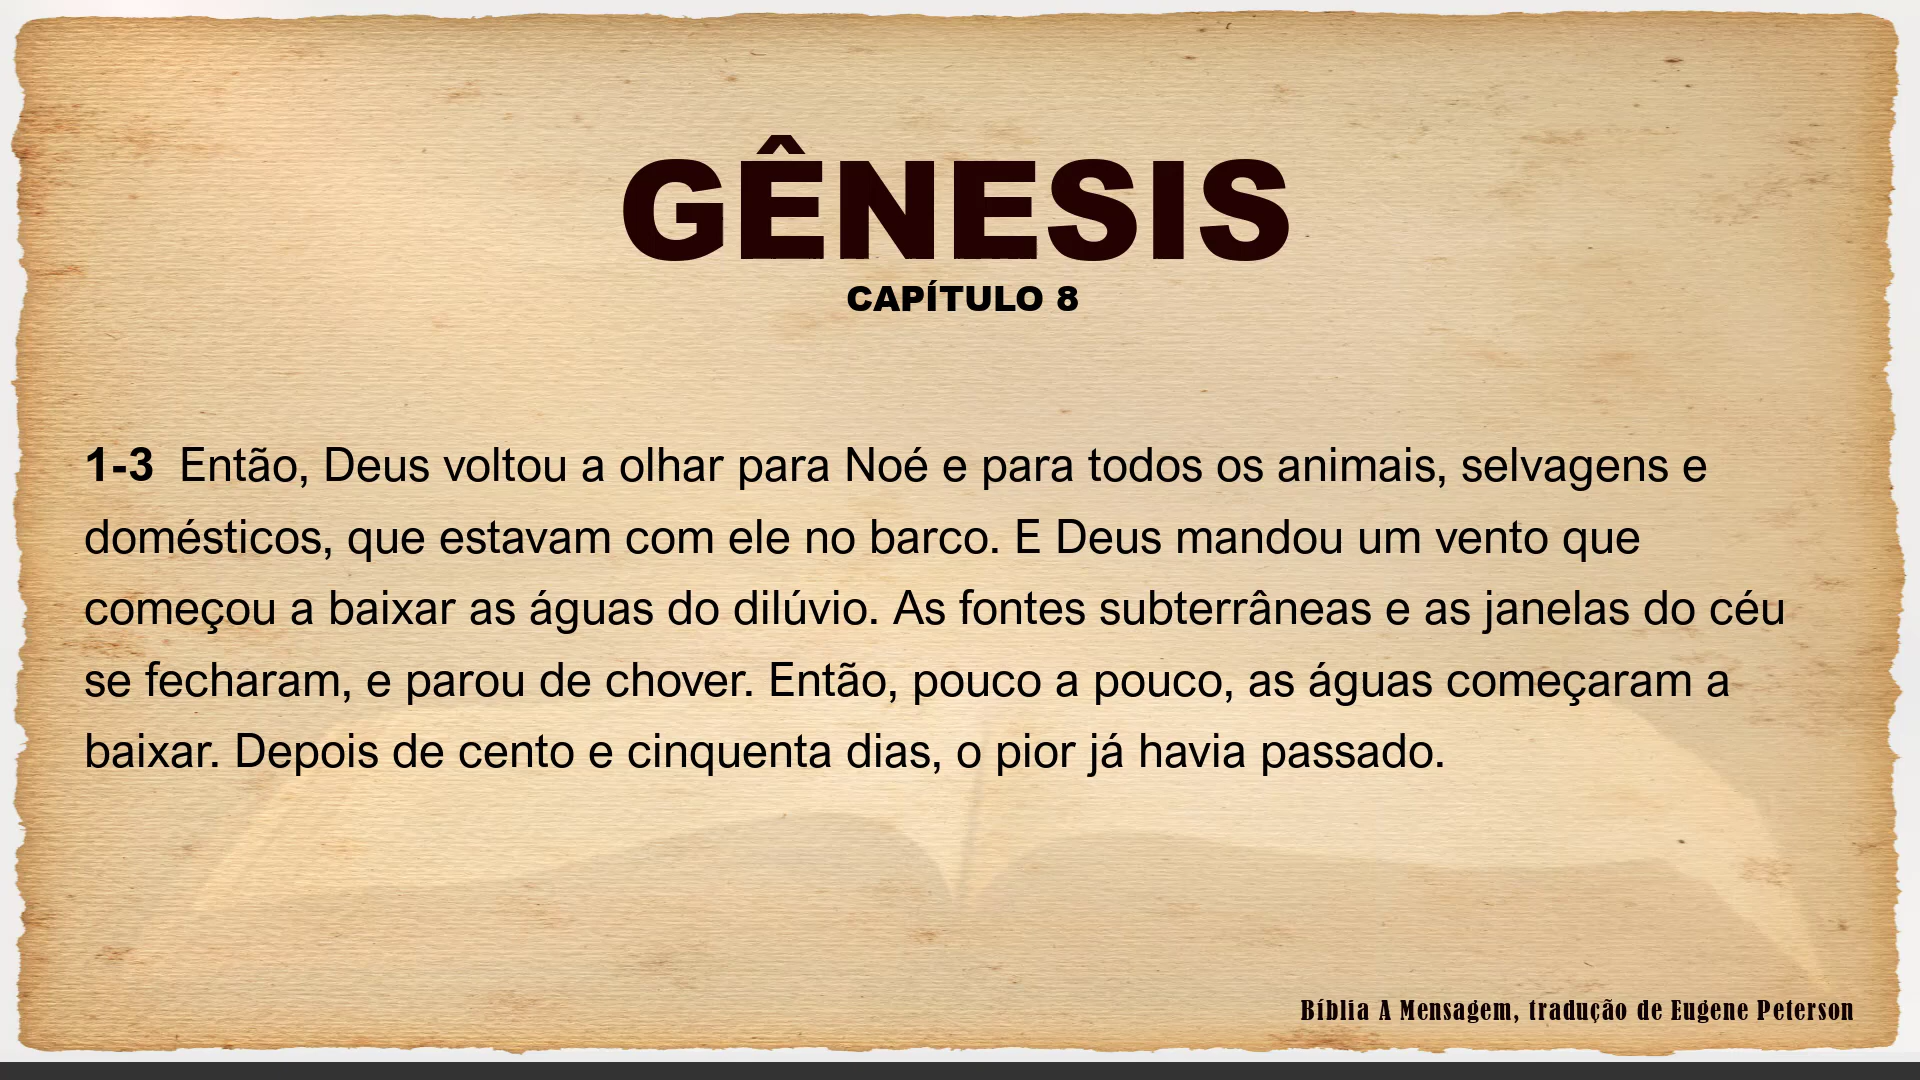 GÊNESIS
CAPÍTULO 8
1-3 Então, Deus voltou a olhar para Noé e para todos os animais, selvagens e
domésticos, que estavam com ele no barco. E Deus mandou um vento que
começou a baixar as águas do dilúvio. As fontes subterrâneas e as janelas do céu
se fecharam, e parou de chover. Então, pouco a pouco, as águas começaram a
baixar. Depois de cento e cinquenta dias, o pior já havia passado.
Bíblia A Mensagem, tradução de Eugene Peterson